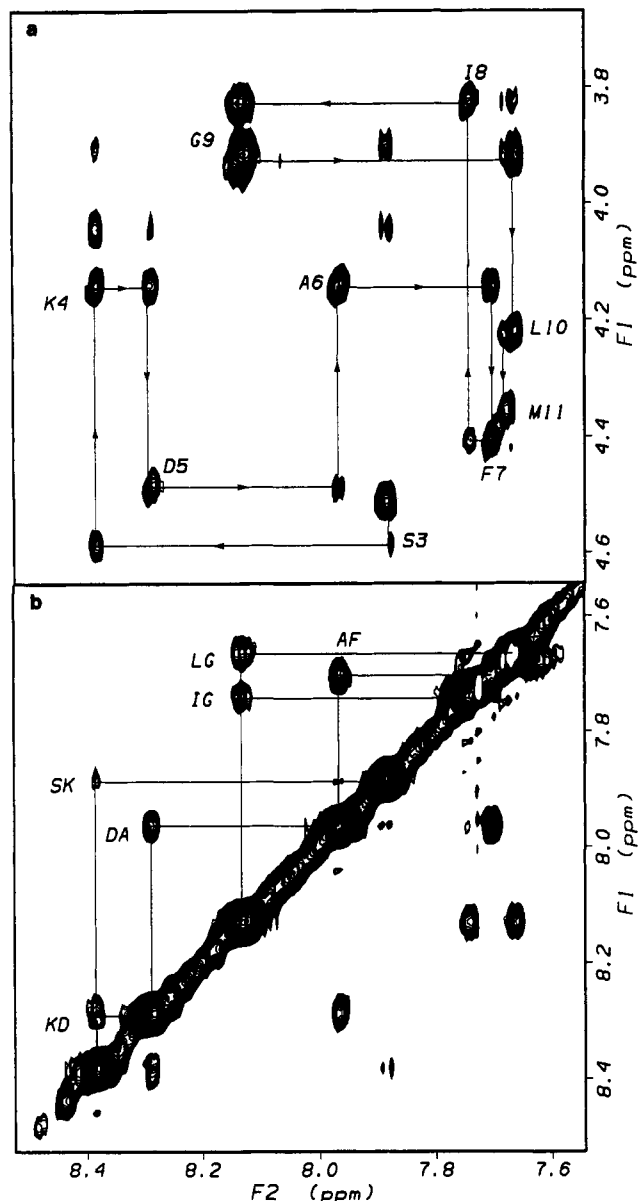 a
I8
3.8
G9
4.0
K4
A6
4.2
L10
F1 (ppm)
M11
D5
4.4
F7
S3
4.6
b
7.6
AF
LG
IG
7.8
SK
DA
8.0
F1 (ppm)
8.2
KD
8.4
8.4 8.2 8.0 7.8 7.6
F2 (ppm)